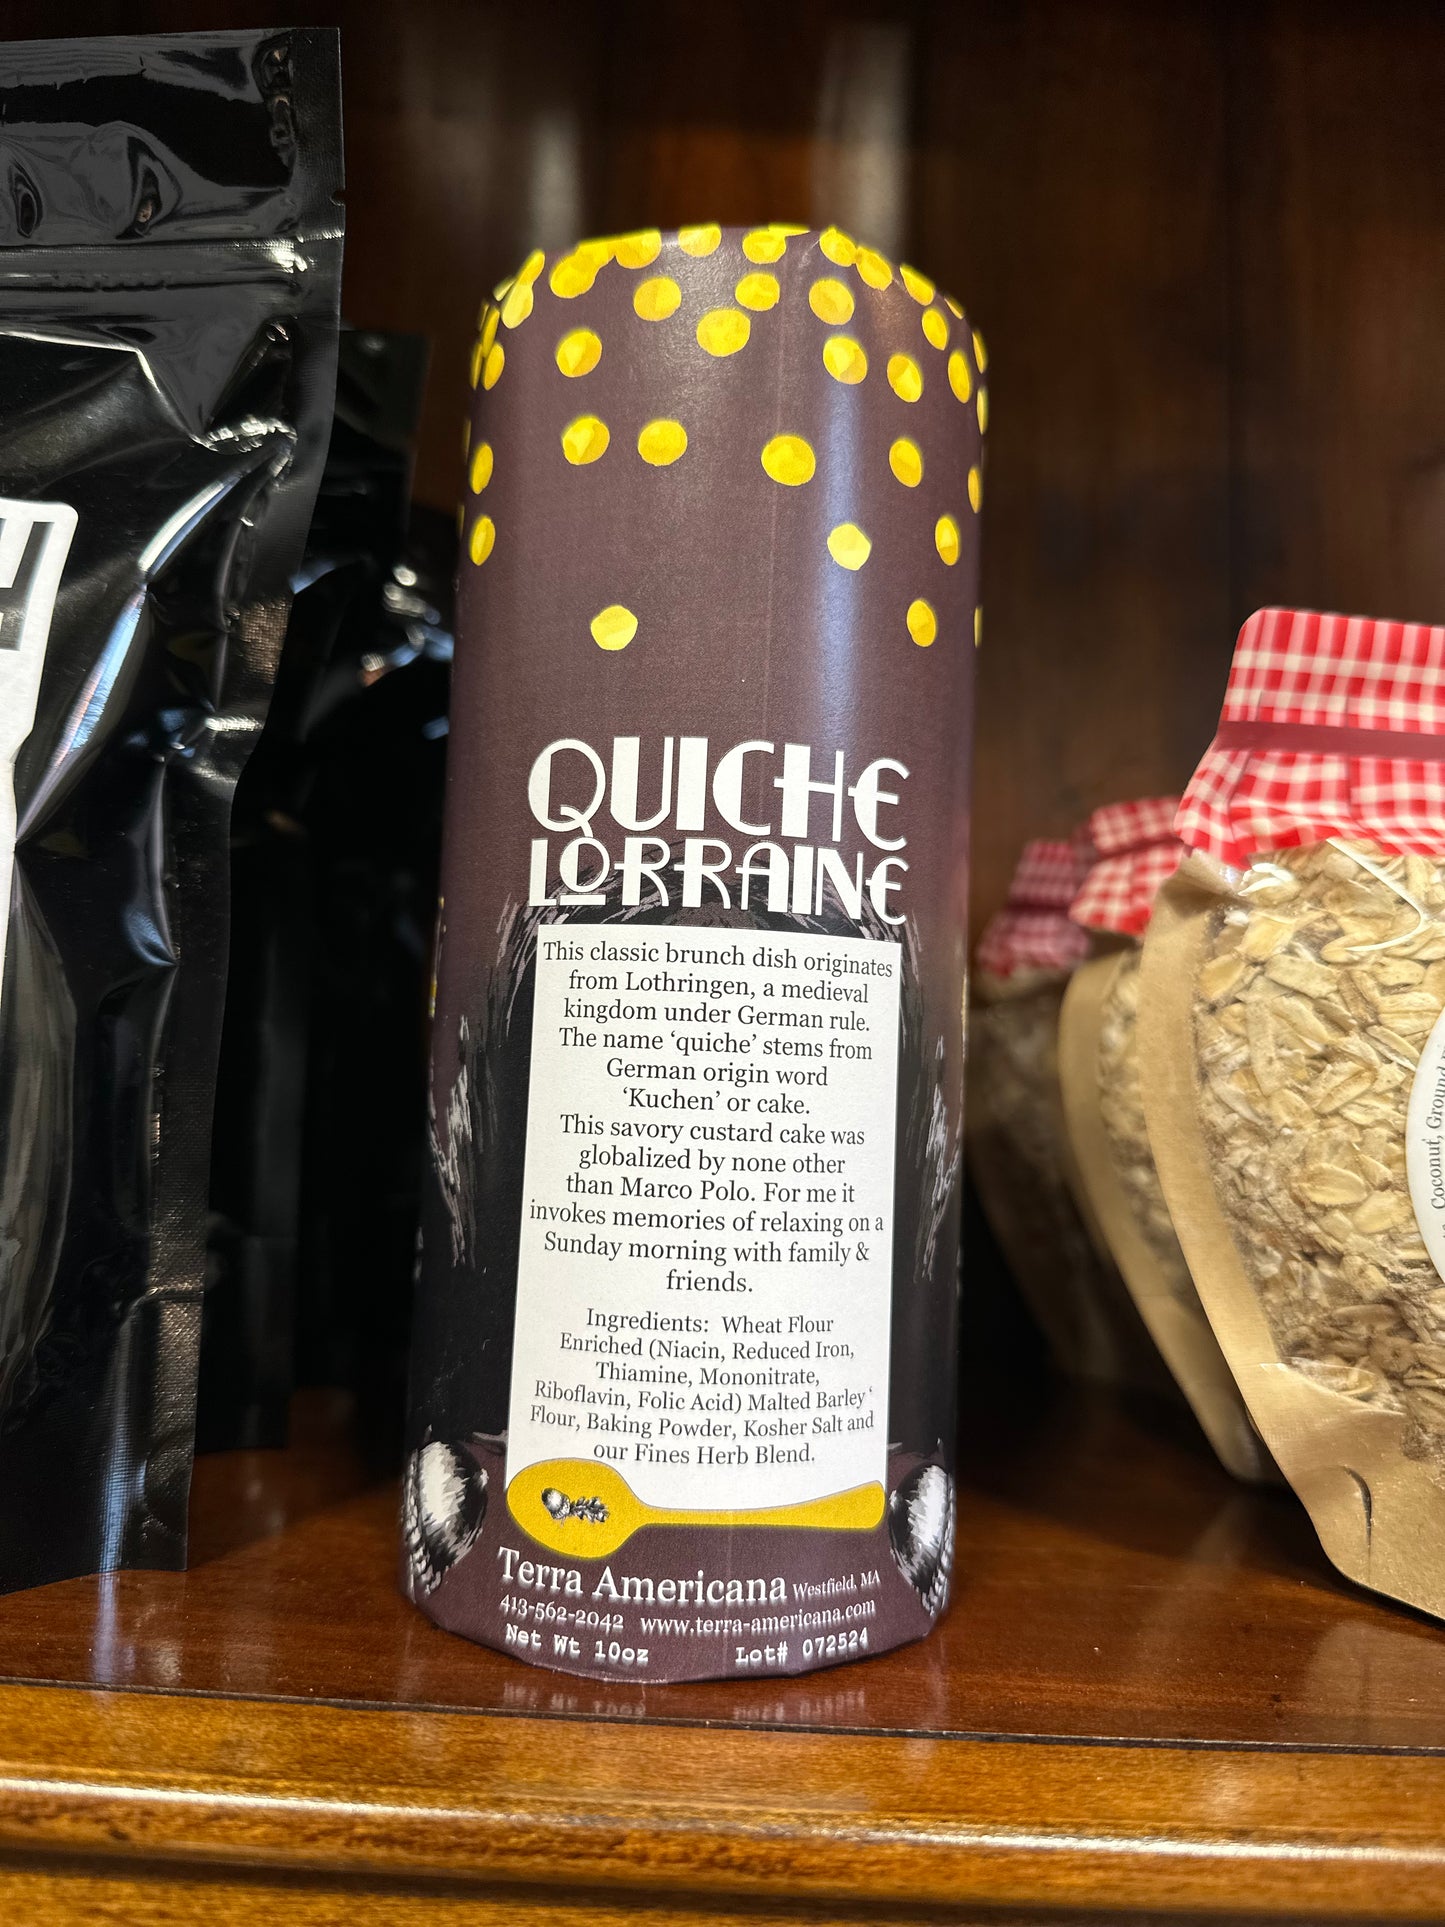 QUICHE
LORRAINE
This classic brunch dish originates
from Lothringen, a medieval
kingdom under German rule.
The name ‘quiche’ stems from
German origin word
‘Kuchen’ or cake.
This savory custard cake was
globalized by none other
than Marco Polo. For me it
invokes memories of relaxing on a
Sunday morning with family &
friends.
Ingredients: Wheat Flour
Enriched (Niacin, Reduced Iron,
Thiamine, Mononitrate,
Riboflavin, Folic Acid) Malted Barley ‘
Flour, Baking Powder, Kosher Salt and
our Fines Herb Blend.
Terra Americana Westfield, MA
413-562-2042 www.terra-americana.com
Net Wt 10oz Lot# 072524
Coconut, Ground